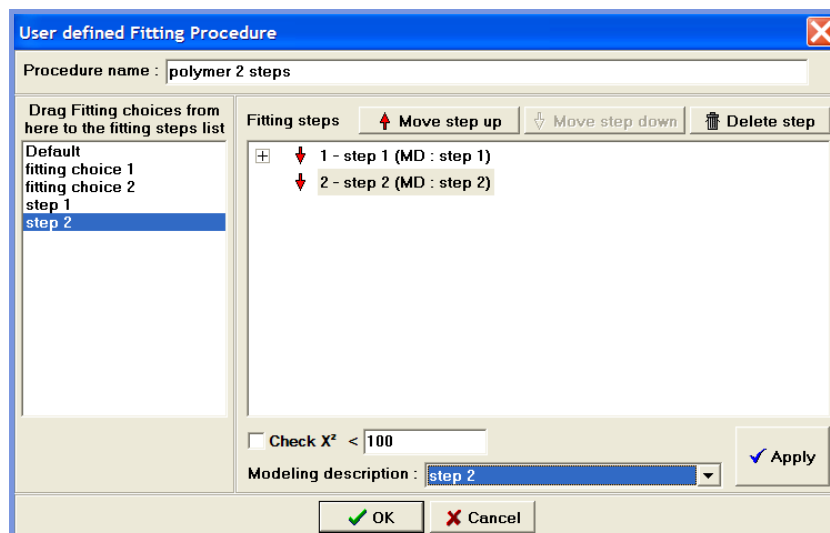 User defined Fitting Procedure
Procedure name : polymer 2 steps
Drag Fitting choices from
here to the fitting steps list
Default
fitting choice 1
fitting choice 2
step 1
step 2
Fitting steps Move step up Move step down Delete step
1 - step 1 (MD : step 1)
2 - step 2 (MD : step 2)
Check X² < 100
Modeling description : step 2
Apply
OK Cancel